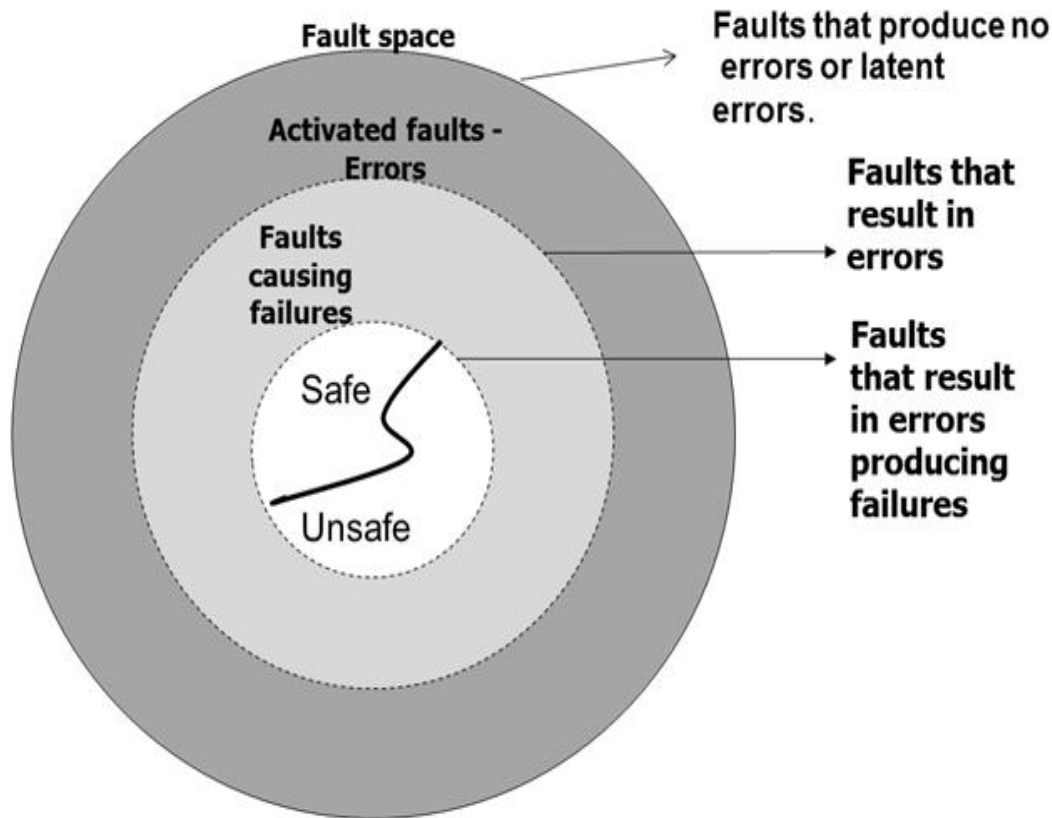 Fault space
Activated faults -
Errors
Faults
causing
failures
Safe
Unsafe
Faults that produce no
errors or latent
errors.
Faults that
result in
errors
Faults
that result
in errors
producing
failures